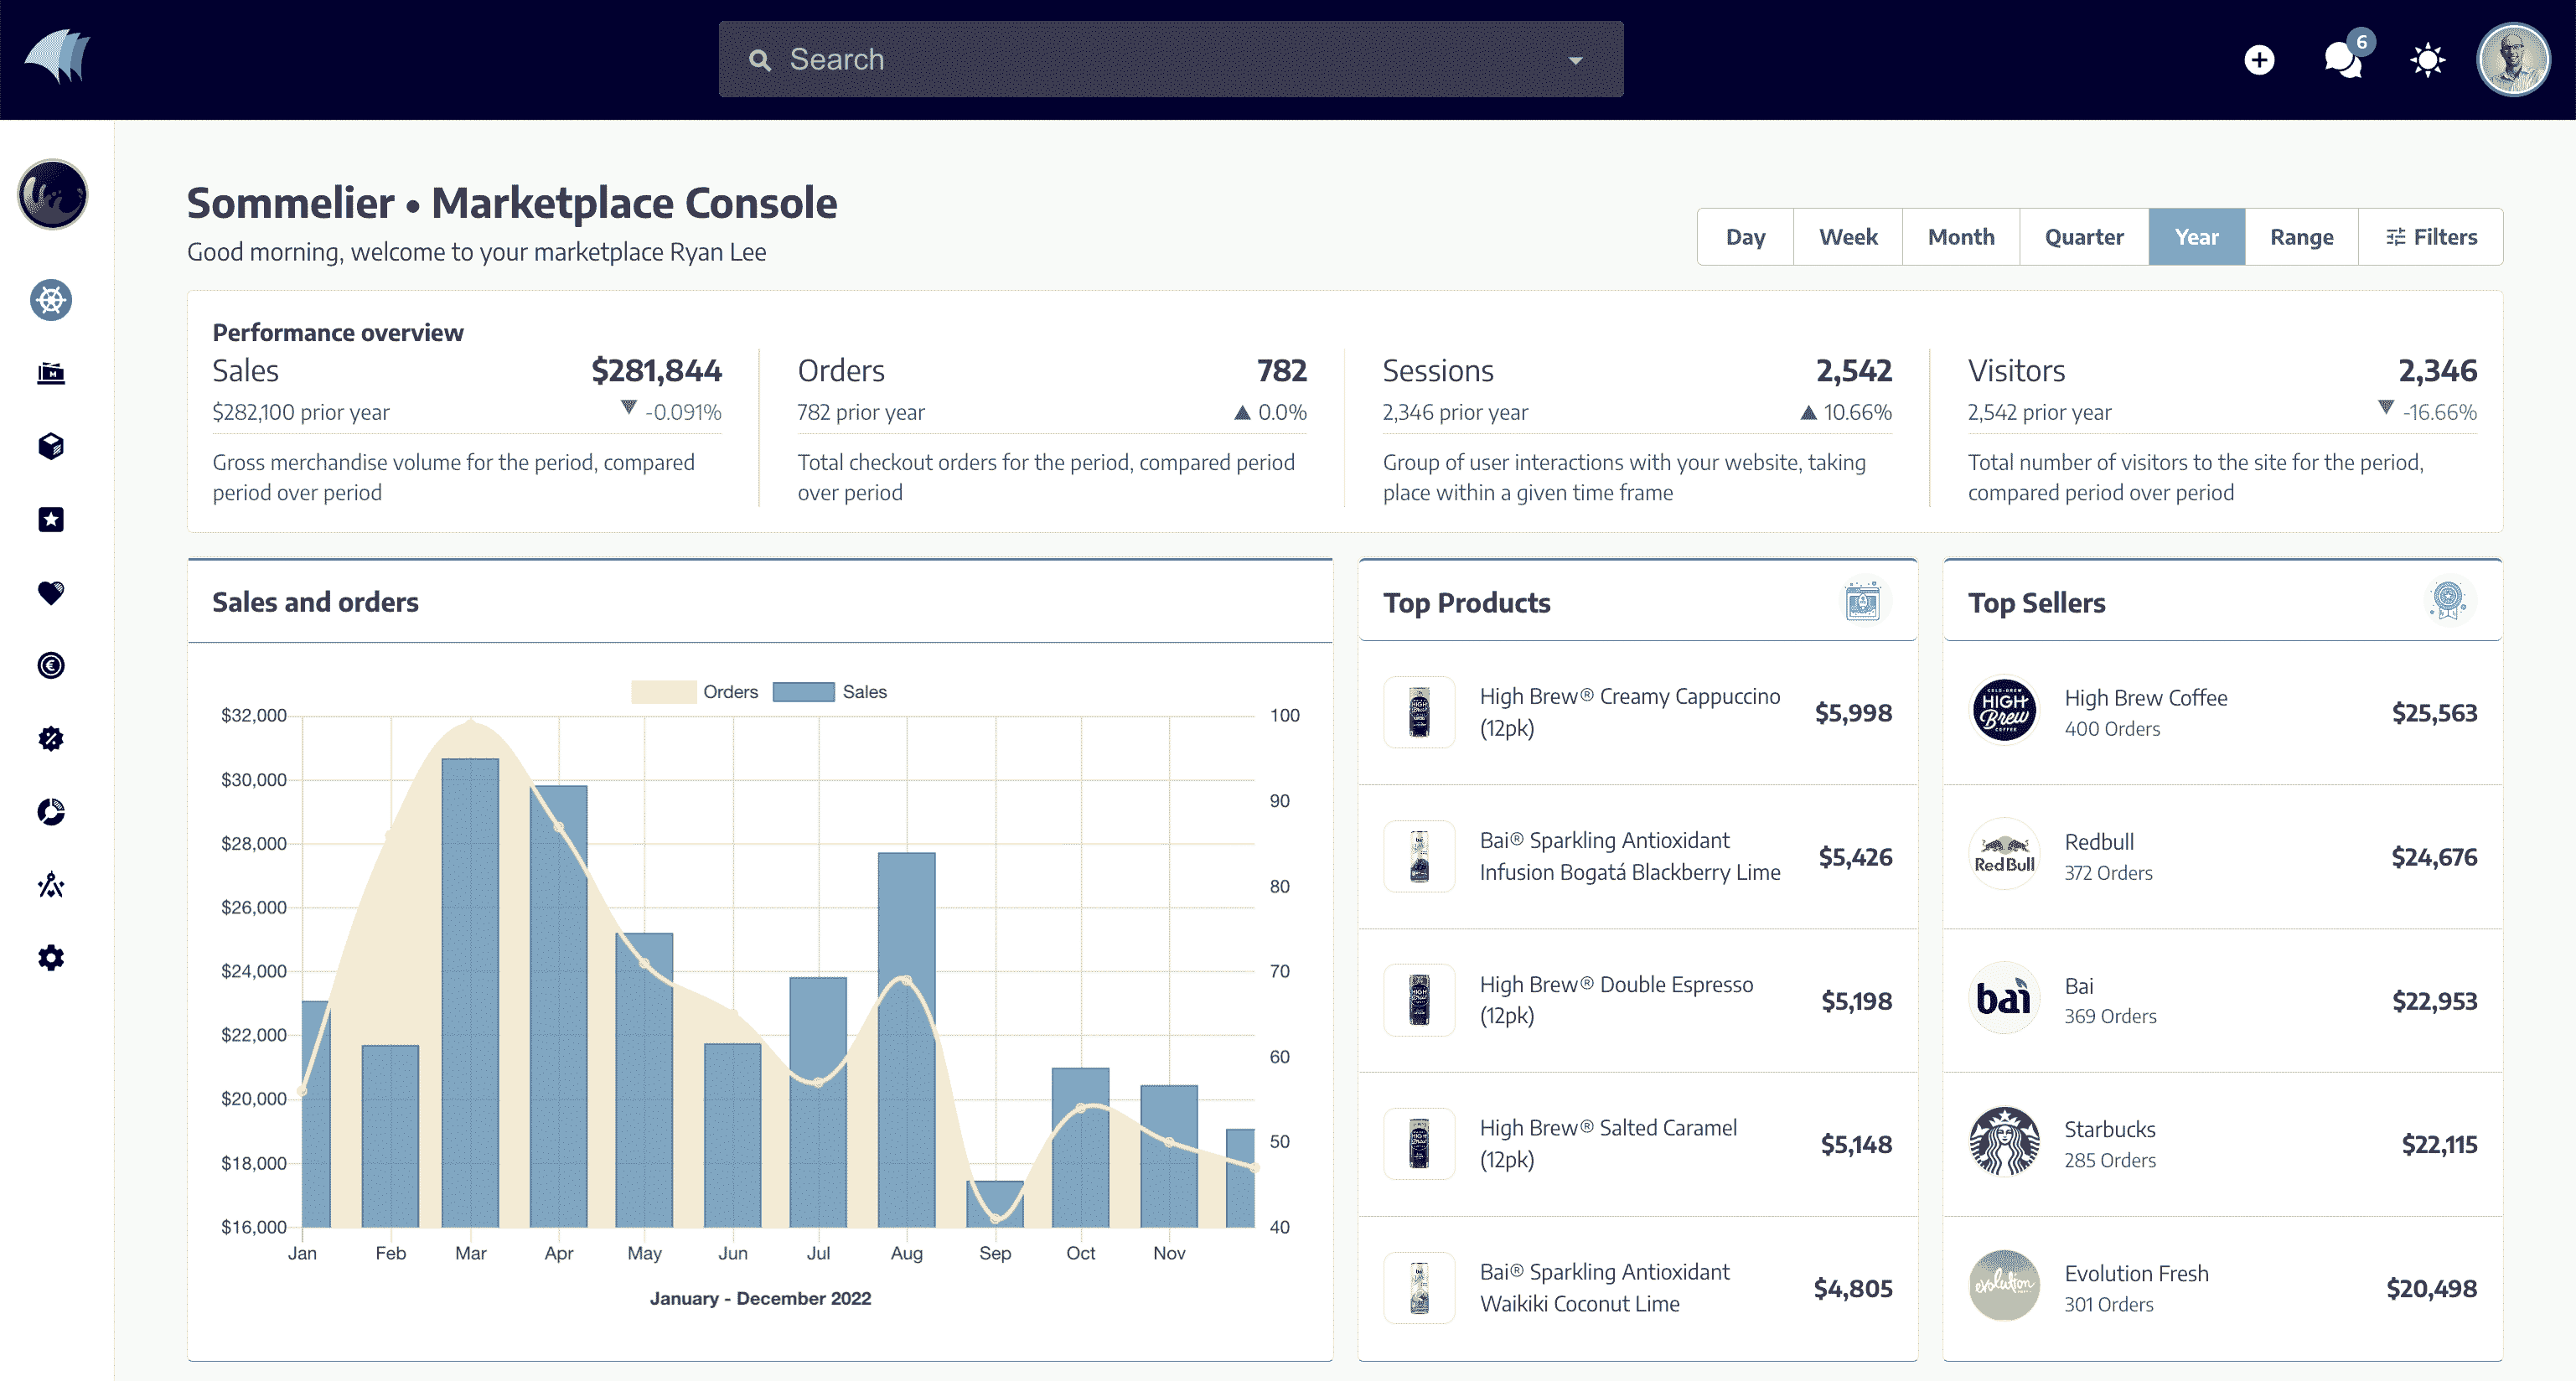 Search
6
Sommelier • Marketplace Console
Good morning, welcome to your marketplace Ryan Lee
Day Week Month Quarter Year Range Filters
Performance overview
Sales $281,844
$282,100 prior year -0.091%
Gross merchandise volume for the period, compared
period over period
Orders 782
782 prior year 0.0%
Total checkout orders for the period, compared period
over period
Sessions 2,542
2,346 prior year 10.66%
Group of user interactions with your website, taking
place within a given time frame
Visitors 2,346
2,542 prior year -16.66%
Total number of visitors to the site for the period,
compared period over period
Sales and orders
Orders Sales
$32,000 100
$30,000
90
$28,000
80
$26,000
$24,000 70
$22,000
60
$20,000
50
$18,000
$16,000 40
Jan Feb Mar Apr May Jun Jul Aug Sep Oct Nov
January - December 2022
Top Products
High Brew® Creamy Cappuccino
(12pk)
$5,998
Bai® Sparkling Antioxidant
Infusion Bogatá Blackberry Lime
$5,426
High Brew® Double Espresso
(12pk)
$5,198
High Brew® Salted Caramel
(12pk)
$5,148
Bai® Sparkling Antioxidant
Waikiki Coconut Lime
$4,805
Top Sellers
COLD-BREW
HIGH
Brew
COFFEE
High Brew Coffee
400 Orders
$25,563
RedBull
Redbull
372 Orders
$24,676
bai
Bai
369 Orders
$22,953
Starbucks
285 Orders
$22,115
evolution
Evolution Fresh
301 Orders
$20,498